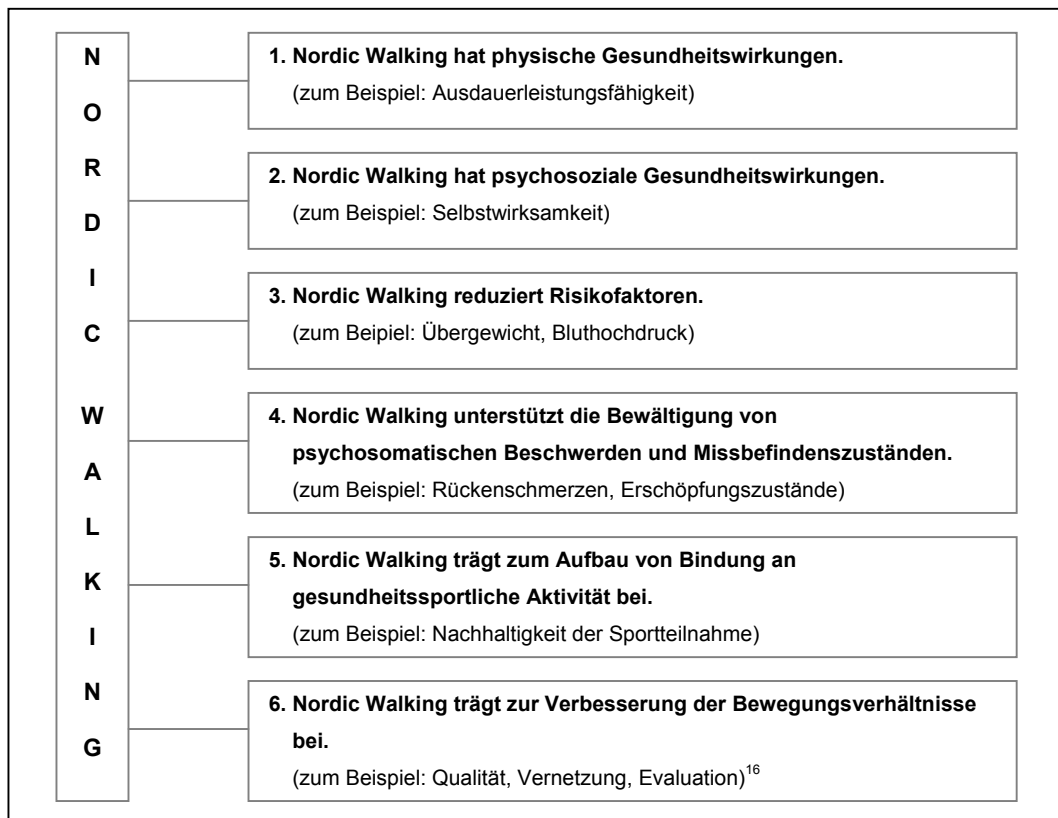 N
O
R
D
I
C
W
A
L
K
I
N
G
1. Nordic Walking hat physische Gesundheitswirkungen.
(zum Beispiel: Ausdauerleistungsfähigkeit)
2. Nordic Walking hat psychosoziale Gesundheitswirkungen.
(zum Beispiel: Selbstwirksamkeit)
3. Nordic Walking reduziert Risikofaktoren.
(zum Beipiel: Übergewicht, Bluthochdruck)
4. Nordic Walking unterstützt die Bewältigung von
psychosomatischen Beschwerden und Missbefindenszuständen.
(zum Beispiel: Rückenschmerzen, Erschöpfungszustände)
5. Nordic Walking trägt zum Aufbau von Bindung an
gesundheitssportliche Aktivität bei.
(zum Beispiel: Nachhaltigkeit der Sportteilnahme)
6. Nordic Walking trägt zur Verbesserung der Bewegungsverhältnisse
bei.
(zum Beispiel: Qualität, Vernetzung, Evaluation)16